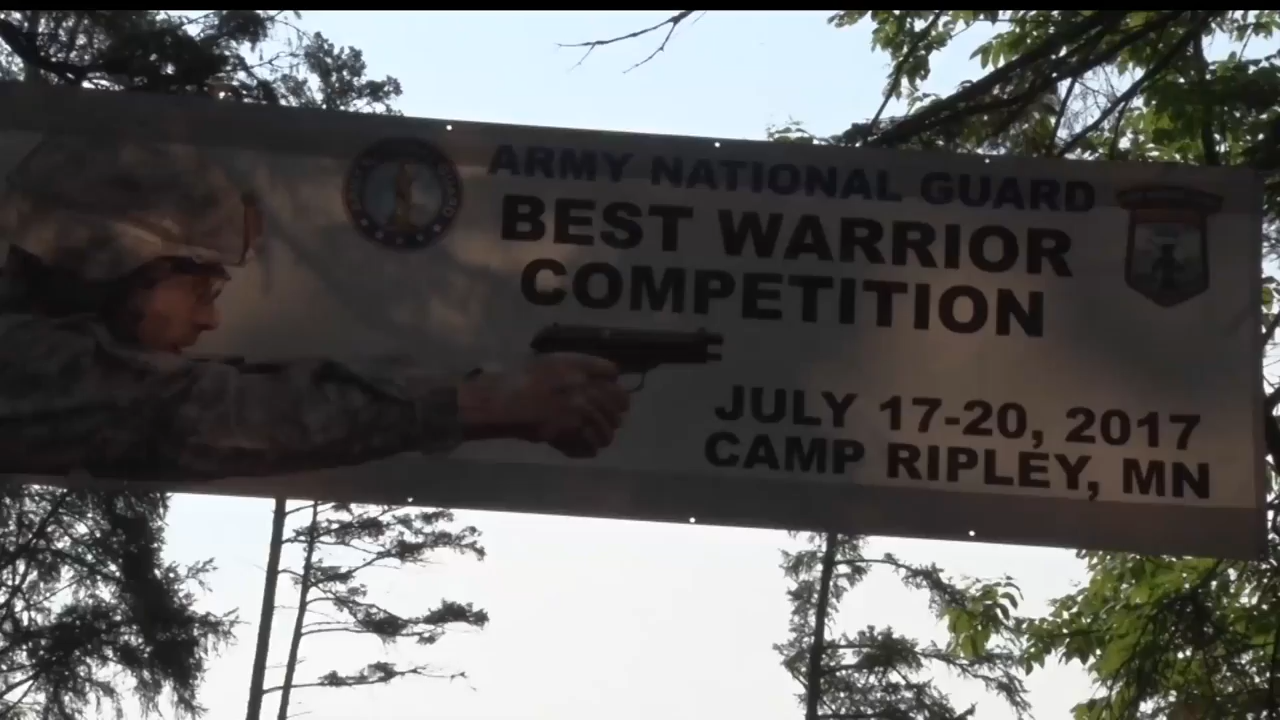 ARMY NATIONAL GUARD
BEST WARRIOR
COMPETITION
JULY 17-20, 2017
CAMP RIPLEY, MN